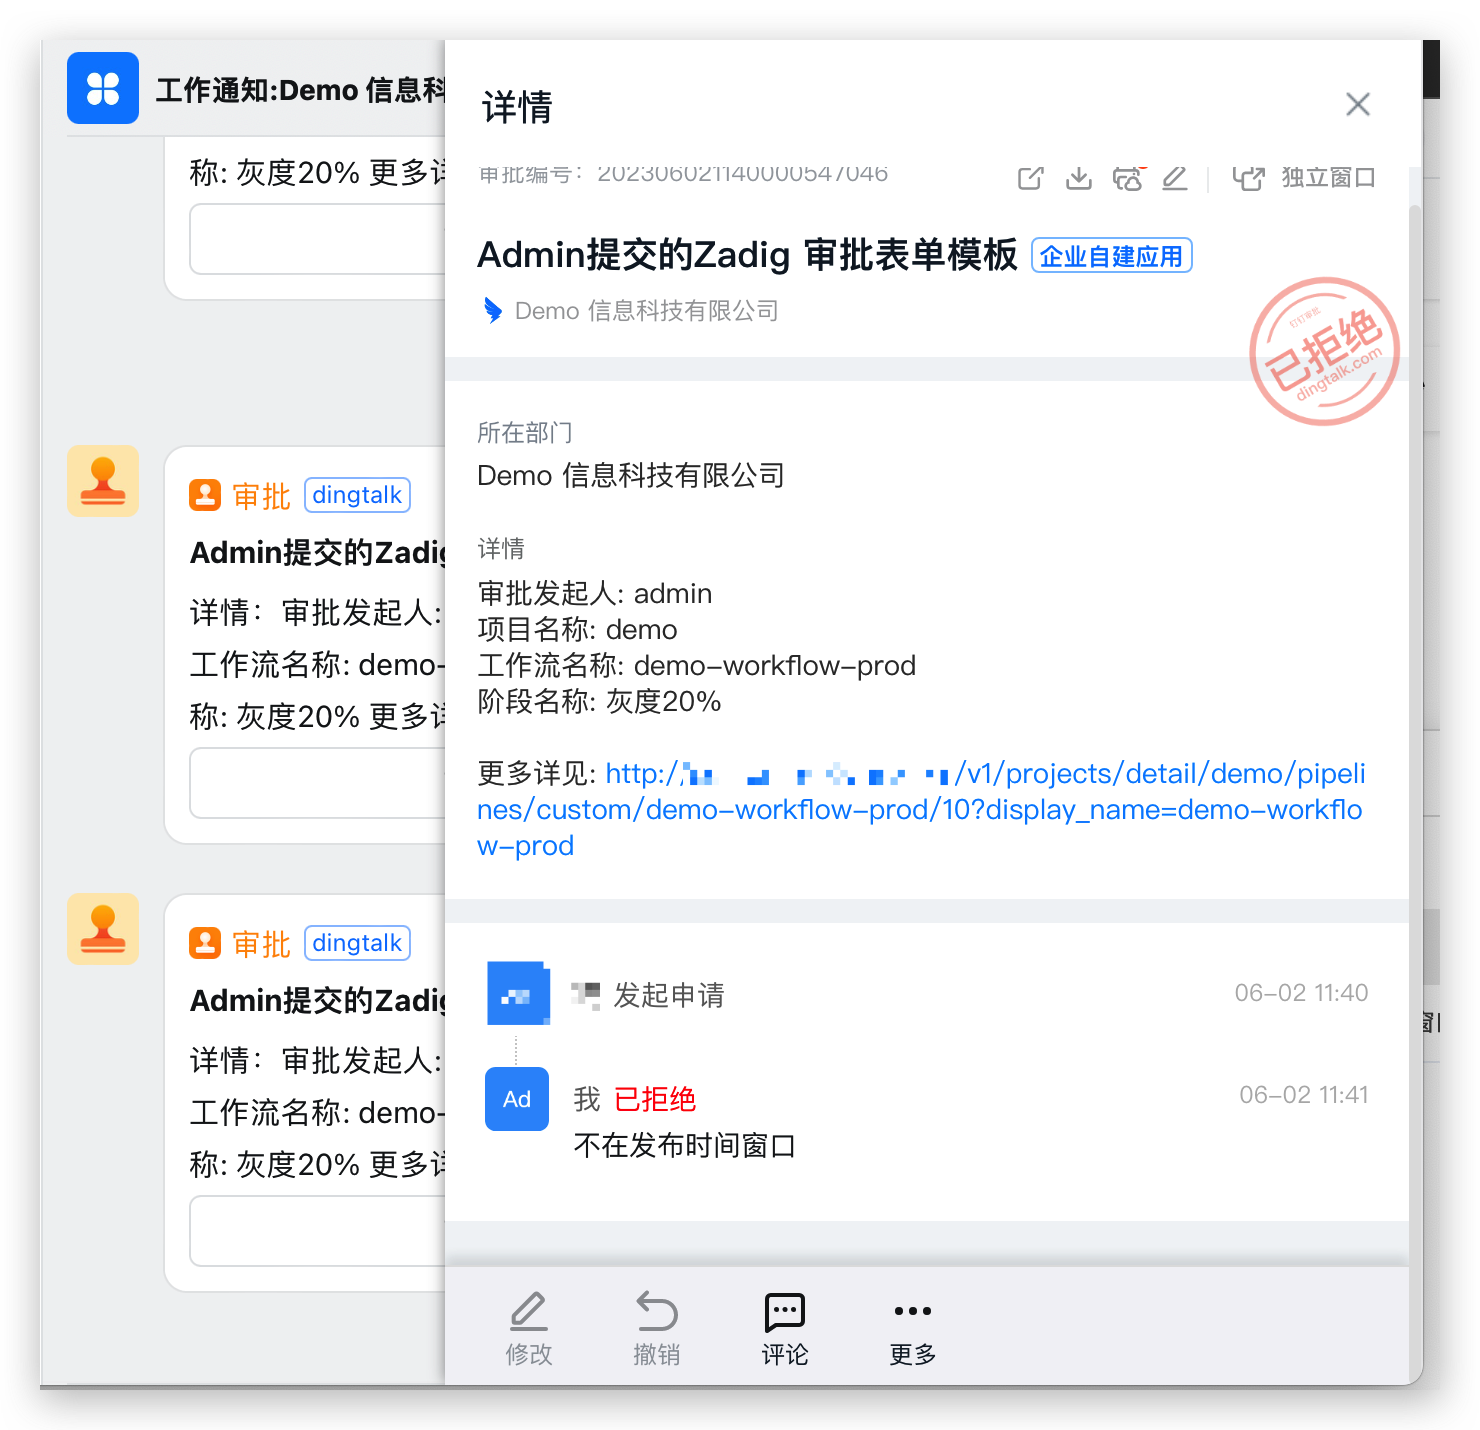 工作通知:Demo 信息科
称: 灰度20% 更多详
审批 dingtalk
Admin提交的Zadig
详情：审批发起人:
工作流名称: demo-
称: 灰度20% 更多详
审批 dingtalk
Admin提交的Zadig
详情：审批发起人:
工作流名称: demo-
称: 灰度20% 更多详
详情
审批编号：202306021140000547046
独立窗口
Admin提交的Zadig 审批表单模板 企业自建应用
Demo 信息科技有限公司
钉钉审批
已拒绝
dingtalk.com
所在部门
Demo 信息科技有限公司
详情
审批发起人: admin
项目名称: demo
工作流名称: demo-workflow-prod
阶段名称: 灰度20%
更多详见: http:/ /v1/projects/detail/demo/pipeli
nes/custom/demo-workflow-prod/10?display_name=demo-workflo
w-prod
发起申请 06-02 11:40
Ad 我 已拒绝 06-02 11:41
不在发布时间窗口
修改 撤销 评论 更多